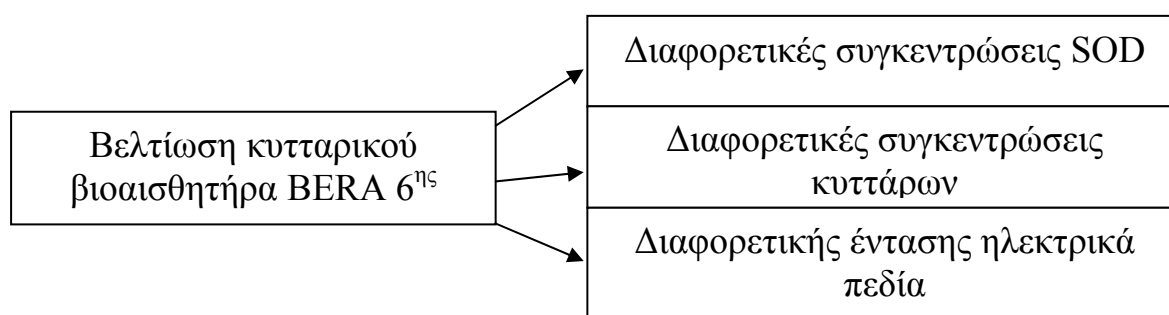 Βελτίωση κυτταρικού
βιοαισθητήρα BERA 6ης
Διαφορετικές συγκεντρώσεις SOD
Διαφορετικές συγκεντρώσεις
κυττάρων
Διαφορετικής έντασης ηλεκτρικά
πεδία